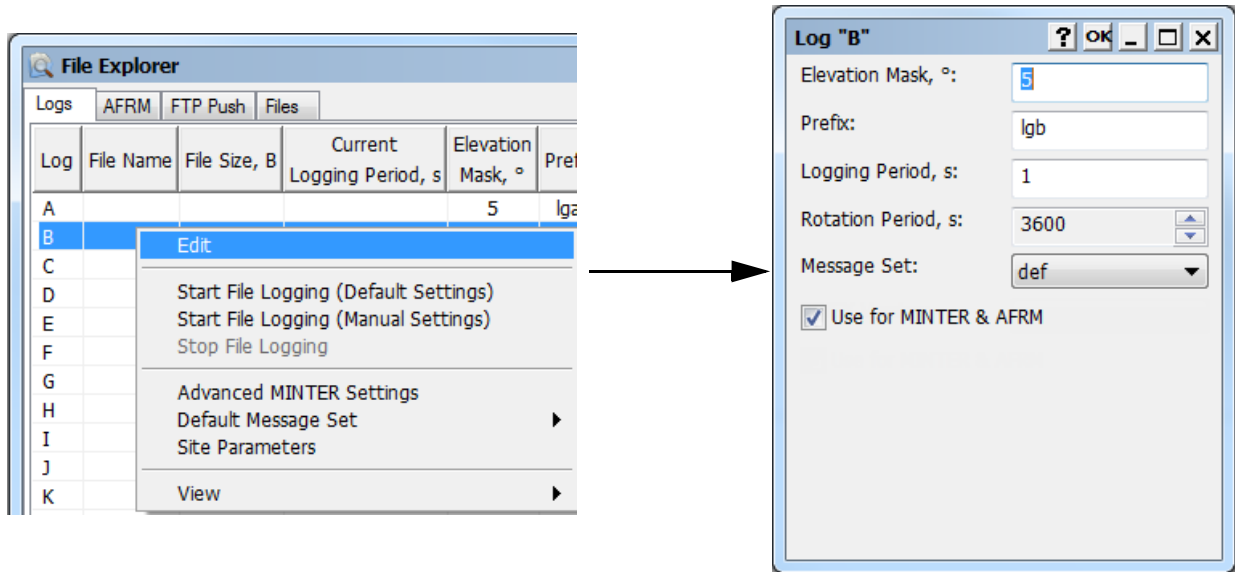 File Explorer
Logs AFRM FTP Push Files
Log File Name File Size, B Current Logging Period, s Elevation Mask, ° Pref
A 5 lga
B
C
D
E
F
G
H
I
J
K
Edit
Start File Logging (Default Settings)
Start File Logging (Manual Settings)
Stop File Logging
Advanced MINTER Settings
Default Message Set
Site Parameters
View
Log "B" ? OK
Elevation Mask, °: 5
Prefix: lgb
Logging Period, s: 1
Rotation Period, s: 3600
Message Set: def
Use for MINTER & AFRM